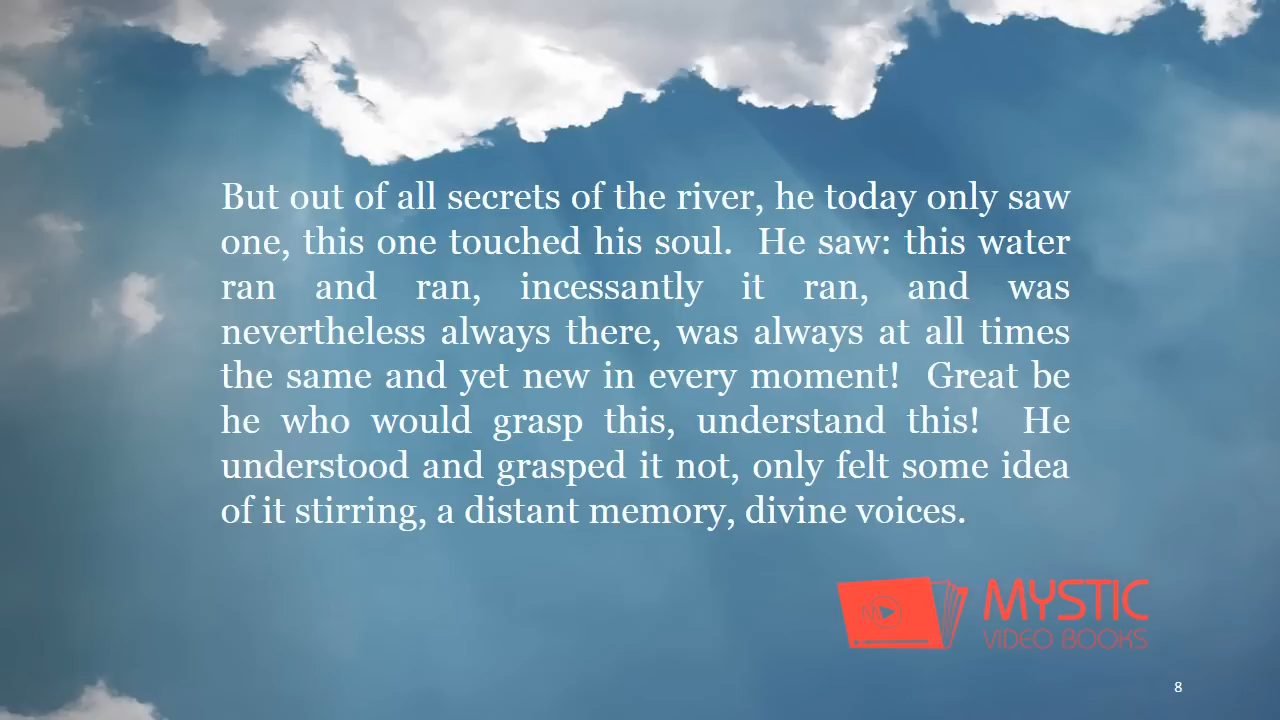 But out of all secrets of the river, he today only saw
one, this one touched his soul.  He saw: this water
ran and ran, incessantly it ran, and was
nevertheless always there, was always at all times
the same and yet new in every moment!  Great be
he who would grasp this, understand this!  He
understood and grasped it not, only felt some idea
of it stirring, a distant memory, divine voices.
MYSTIC
VIDEO BOOKS
8